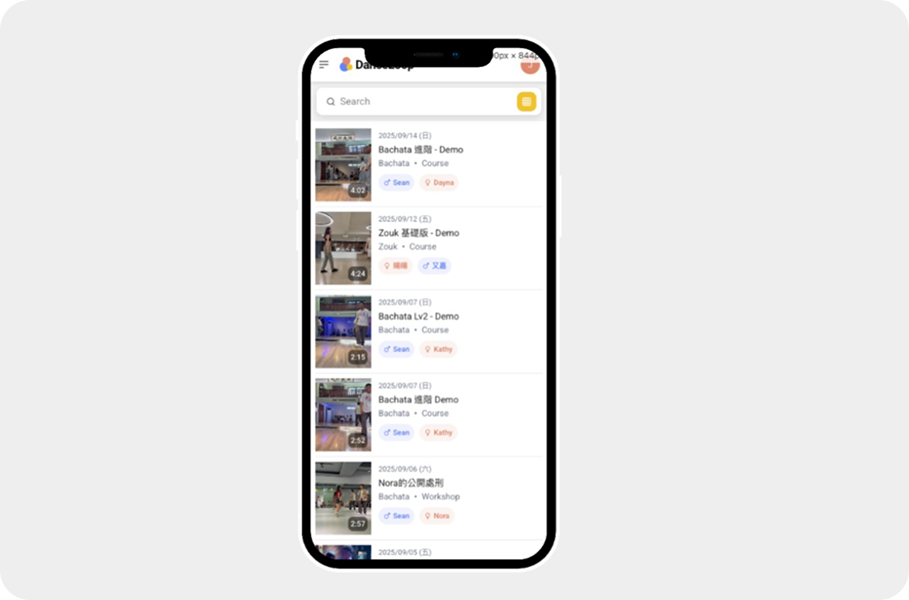 0px × 844p
DanceLoop
J
Search
2025/09/14 (日)
Bachata 進階 - Demo
Bachata • Course
Sean Dayna
4:02
2025/09/12 (五)
Zouk 基礎版 - Demo
Zouk • Course
又嘉
4:24
2025/09/07 (日)
Bachata Lv2 - Demo
Bachata • Course
Sean Kathy
2:15
2025/09/07 (日)
Bachata 進階 Demo
Bachata • Course
Sean Kathy
2:52
2025/09/06 (六)
Nora的公開處刑
Bachata • Workshop
Sean Nora
2:57
2025/09/05 (五)